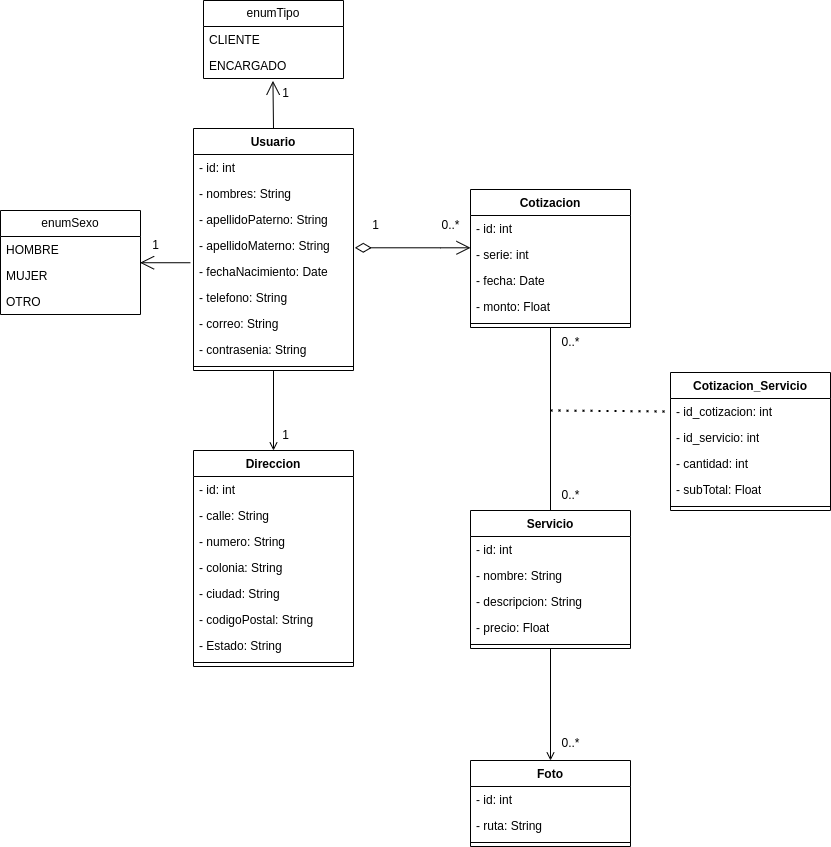 enumTipo
CLIENTE
ENCARGADO
1
Usuario
- id: int
- nombres: String
- apellidoPaterno: String
- apellidoMaterno: String
- fechaNacimiento: Date
- telefono: String
- correo: String
- contrasenia: String
enumSexo
HOMBRE
MUJER
OTRO
1
1
0..*
Cotizacion
- id: int
- serie: int
- fecha: Date
- monto: Float
0..*
Cotizacion_Servicio
- id_cotizacion: int
- id_servicio: int
- cantidad: int
- subTotal: Float
1
Direccion
- id: int
- calle: String
- numero: String
- colonia: String
- ciudad: String
- codigoPostal: String
- Estado: String
0..*
Servicio
- id: int
- nombre: String
- descripcion: String
- precio: Float
0..*
Foto
- id: int
- ruta: String